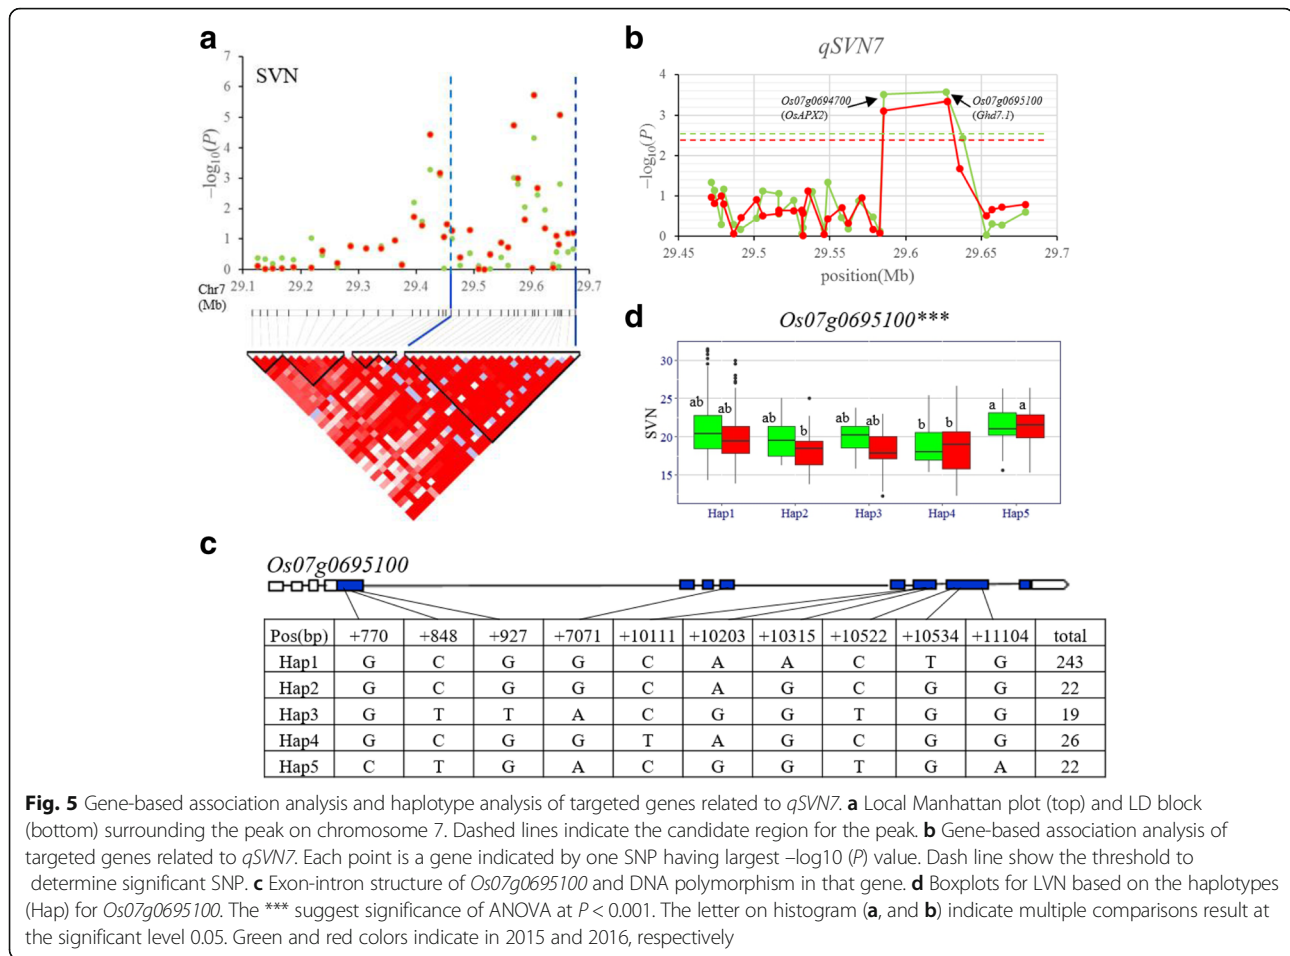 a
7
6
5
4
3
2
1
0
SVN
−log10(P)
Chr7
(Mb)
29.1 29.2 29.3 29.4 29.5 29.6 29.7
b
qSVN7
4
3
2
1
0
−log10(P)
Os07g0694700
(OsAPX2)
Os07g0695100
(Ghd7.1)
29.45 29.5 29.55 29.6 29.65 29.7
position(Mb)
d
Os07g0695100***
SVN
30
25
20
15
ab ab ab b ab ab b b a a
Hap1 Hap2 Hap3 Hap4 Hap5
c
Os07g0695100
Pos(bp) +770 +848 +927 +7071 +10111 +10203 +10315 +10522 +10534 +11104 total
Hap1 G C G G C A A C T G 243
Hap2 G C G G C A G C G G 22
Hap3 G T T A C G G T G G 19
Hap4 G C G G T A G C G G 26
Hap5 C T G A C G G T G A 22
Fig. 5 Gene-based association analysis and haplotype analysis of targeted genes related to qSVN7. a Local Manhattan plot (top) and LD block
(bottom) surrounding the peak on chromosome 7. Dashed lines indicate the candidate region for the peak. b Gene-based association analysis of
targeted genes related to qSVN7. Each point is a gene indicated by one SNP having largest −log10 (P) value. Dash line show the threshold to
determine significant SNP. c Exon-intron structure of Os07g0695100 and DNA polymorphism in that gene. d Boxplots for LVN based on the haplotypes
(Hap) for Os07g0695100. The *** suggest significance of ANOVA at P < 0.001. The letter on histogram (a, and b) indicate multiple comparisons result at
the significant level 0.05. Green and red colors indicate in 2015 and 2016, respectively